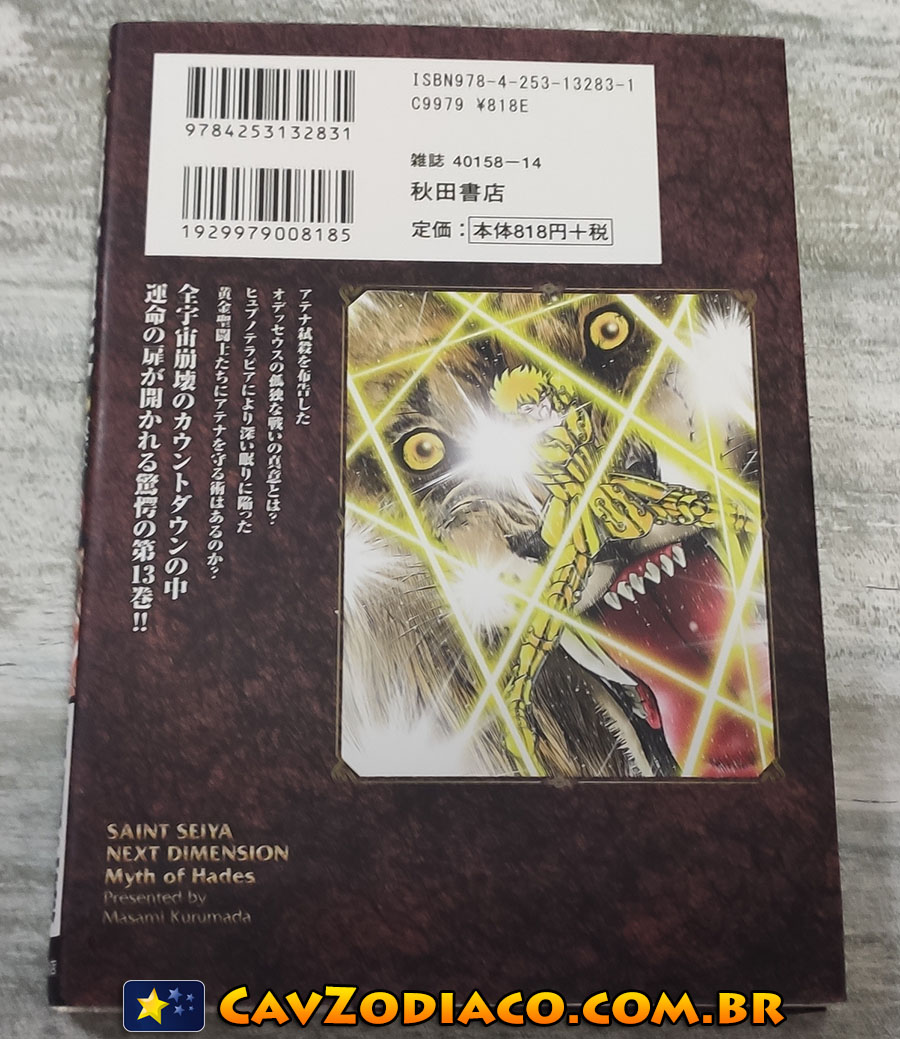 ISBN978-4-253-13283-1
C9979 ¥818E
9784253132831
雑誌 40158-14
秋田書店
1929979008185
定価：本体818円+税
アテナ弑殺を布告した
オデッセウスの孤独な戦いの真意とは?
ヒュプノテラピアにより深い眠りに陥った
黄金聖闘士たちにアテナを守る術はあるのか?
全宇宙崩壊のカウントダウンの中
運命の扉が開かれる驚愕の第13巻!!
SAINT SEIYA
NEXT DIMENSION
Myth of Hades
Presented by
Masami Kurumada
CAVZODIACO.COM.BR